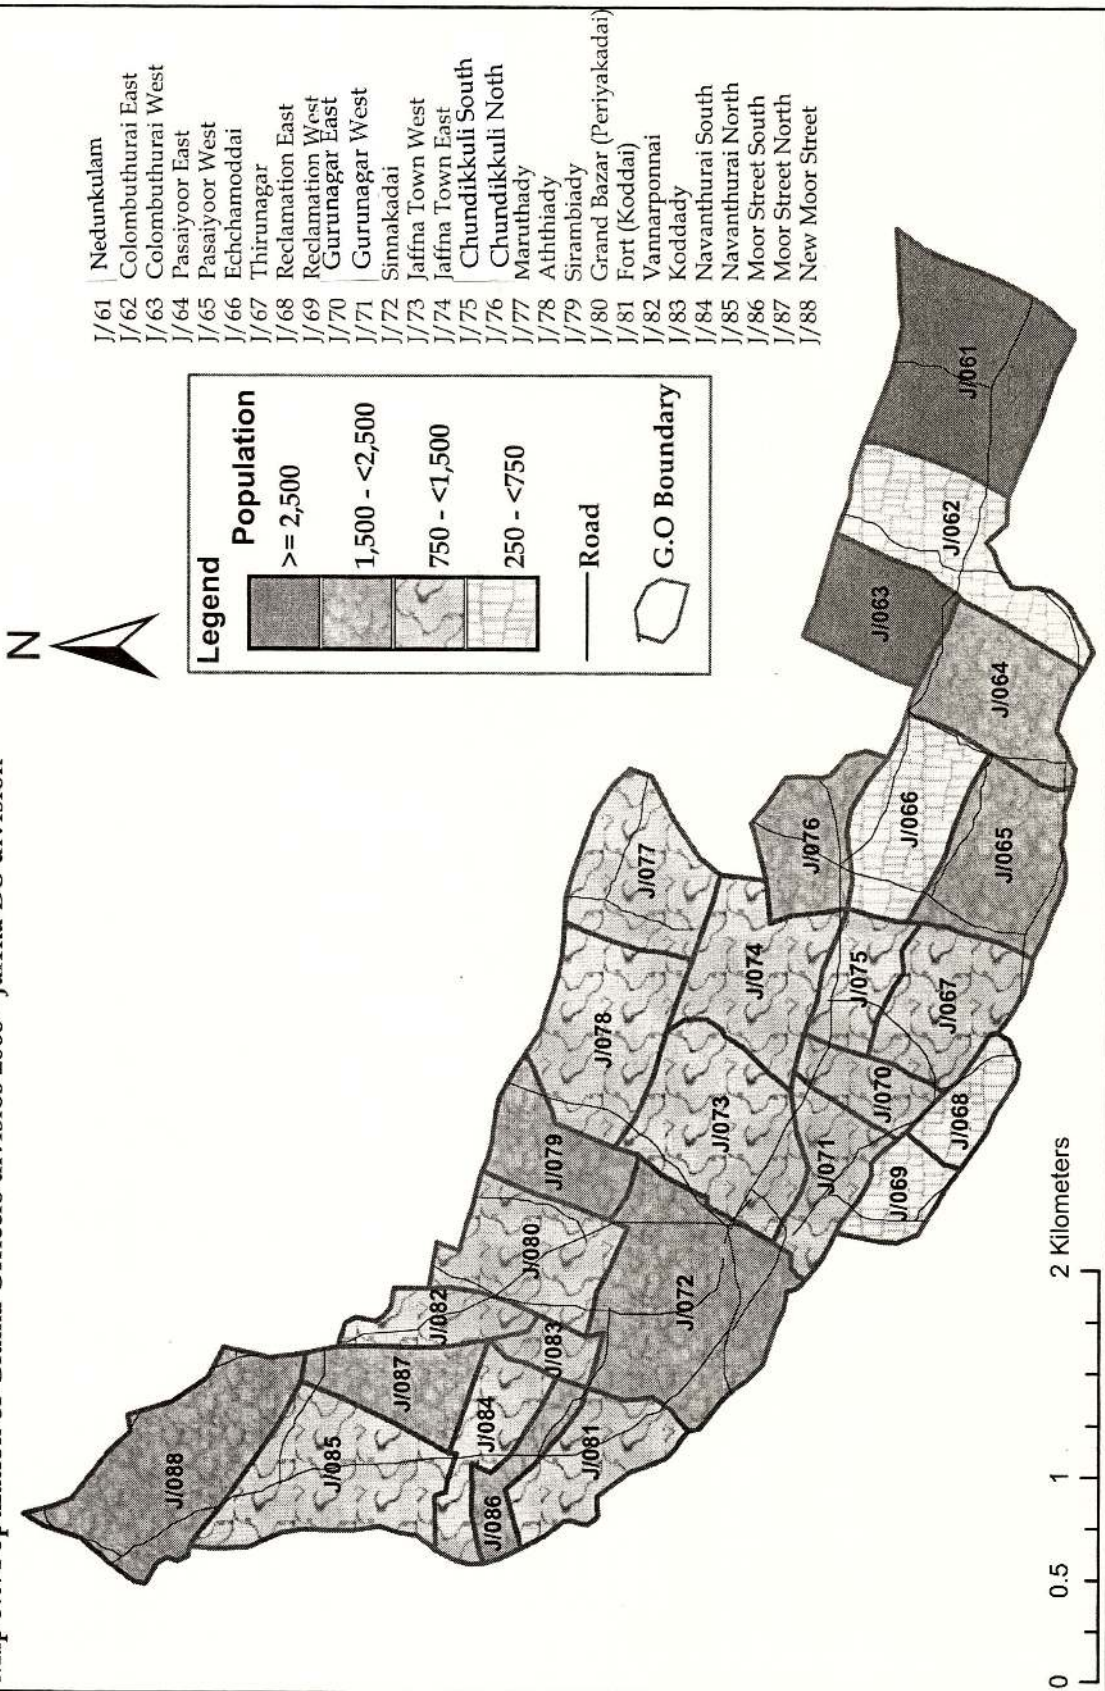 N
Legend
Population
>= 2,500
1,500 - <2,500
750 - <1,500
250 - <750
Road
G.O Boundary
J/61 Nedunkulam
J/62 Colombuthurai East
J/63 Colombuthurai West
J/64 Pasaiyoor East
J/65 Pasaiyoor West
J/66 Echchamoddai
J/67 Thirunagar
J/68 Reclamation East
J/69 Reclamation West
J/70 Gurunagar East
J/71 Gurunagar West
J/72 Sinnakadai
J/73 Jaffna Town West
J/74 Jaffna Town East
J/75 Chundikkuli South
J/76 Chundikkuli Noth
J/77 Maruthady
J/78 Aththiady
J/79 Sirambiady
J/80 Grand Bazar (Periyakadai)
J/81 Fort (Koddai)
J/82 Vannarponnai
J/83 Koddady
J/84 Navanthurai South
J/85 Navanthurai North
J/86 Moor Street South
J/87 Moor Street North
J/88 New Moor Street
J/088
J/085
J/087
J/082
J/084
J/083
J/086
J/081
J/080
J/079
J/072
J/078
J/077
J/073
J/074
J/071
J/070
J/075
J/076
J/069
J/068
J/067
J/066
J/065
J/064
J/063
J/062
J/061
0 0.5 1 2 Kilometers